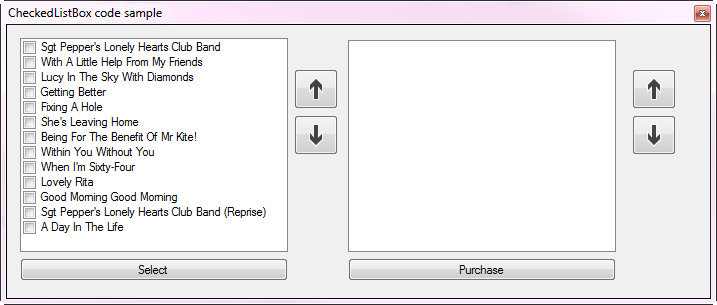 CheckedListBox code sample
Sgt Pepper's Lonely Hearts Club Band
With A Little Help From My Friends
Lucy In The Sky With Diamonds
Getting Better
Fixing A Hole
She's Leaving Home
Being For The Benefit Of Mr Kite!
Within You Without You
When I'm Sixty-Four
Lovely Rita
Good Morning Good Morning
Sgt Pepper's Lonely Hearts Club Band (Reprise)
A Day In The Life
Select
Purchase